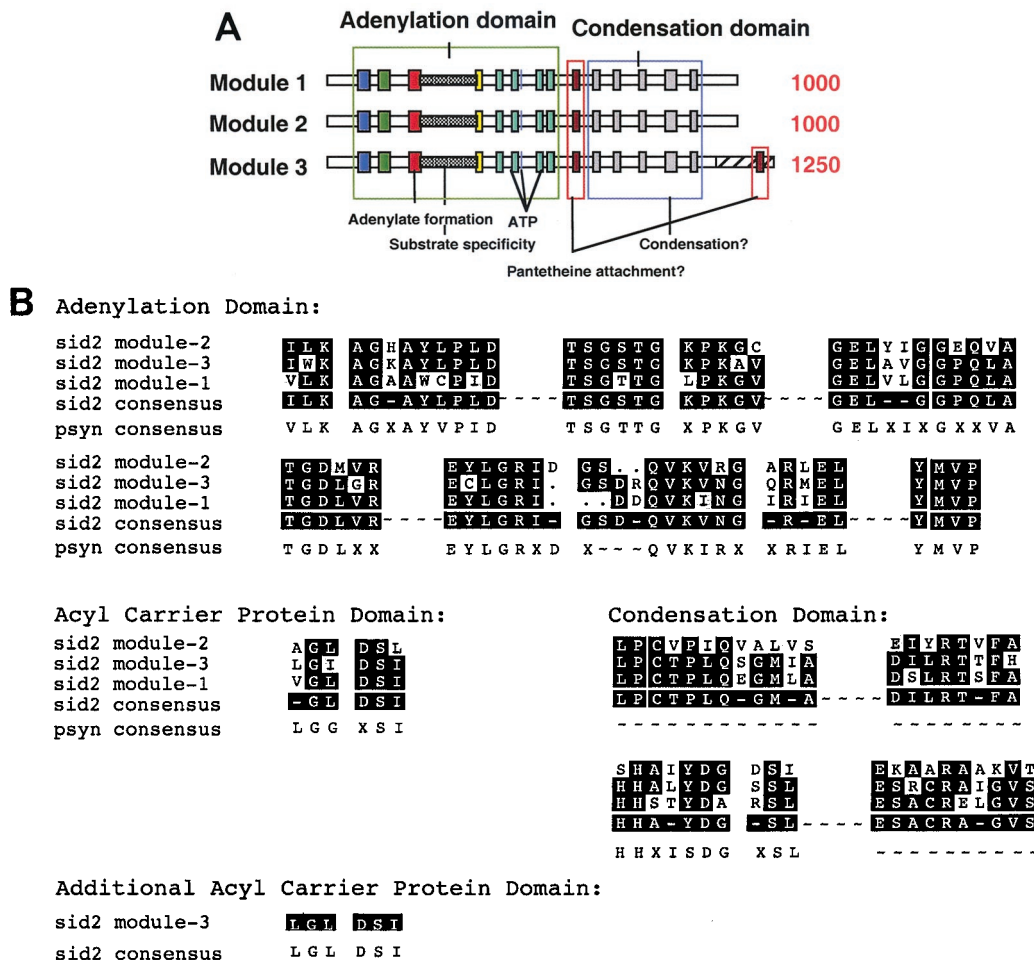 A
Adenylation domain
Condensation domain
Module 1 1000
Module 2 1000
Module 3 1250
Adenylate formation
ATP
Substrate specificity
Condensation?
Pantetheine attachment?
B Adenylation Domain:
sid2 module-2 ILK AGHAYLPLD TSGSTG KPKGC GELYIGGEQVA
sid2 module-3 IWK AGKAYLPLD TSGSTG KPKAV GELAVGGPQLA
sid2 module-1 VLK AGAAWCPID TSGTTG LPKGV GELVLGGPQLA
sid2 consensus ILK AG-AYLPLD~~~~TSGSTG KPKGV~~~~GEL--GGPQLA
psyn consensus VLK AGXAYVPID TSGTTG XPKGV GELXIXGXXVA
sid2 module-2 TGDMVR EYLGRID GS..QVKVRG ARLEL YMVP
sid2 module-3 TGDLGR ECLGRI. GSDRQVKVNG QRMEL YMVP
sid2 module-1 TGDLVR EYLGRI. ..DDQVKING IRIEL YMVP
sid2 consensus TGDLVR~~~~EYLGRI-GSD-QVKVNG -R-EL~~~~YMVP
psyn consensus TGDLXX EYLGRXD X~~~QVKIRX XRIEL YMVP
Acyl Carrier Protein Domain:
sid2 module-2 AGL DSL
sid2 module-3 LGI DSI
sid2 module-1 VGL DSI
sid2 consensus -GL DSI
psyn consensus LGG XSI
Condensation Domain:
LPCVPIQVALVS EIYRTVFA
LPCTPLQSGMIA DILRTTFH
LPCTPLQEGMLA DSLRTSFA
LPCTPLQ-GM-A~~~~DILRT-FA
~~~~~~~~~~~~ ~~~~~~~~
SHAIYDG DSI EKAARAAKVT
HHALYDG SSL ESRCRAIGVS
HHSTYDA RSL ESACRELGVS
HHA-YDG -SL~~~~ESACRA-GVS
HHXISDG XSL ~~~~~~~~~~
Additional Acyl Carrier Protein Domain:
sid2 module-3 LGL DSI
sid2 consensus LGL DSI